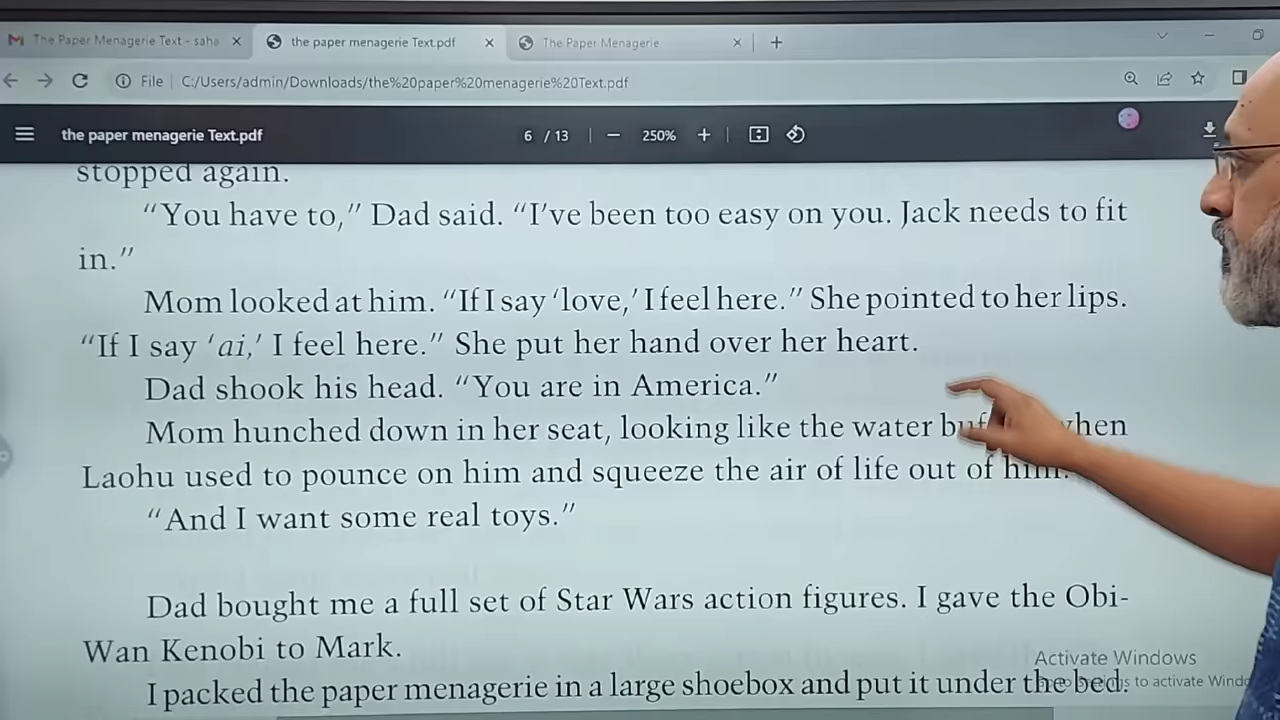 The Paper Menagerie Text - saha
the paper menagerie Text.pdf
The Paper Menagerie
File
C:/Users/admin/Downloads/the%20paper%20menagerie%20Text.pdf
the paper menagerie Text.pdf
6 / 13
250%
stopped again.
“You have to,” Dad said. “I’ve been too easy on you. Jack needs to fit
in.”
Mom looked at him. “If I say ‘love,’ I feel here.” She pointed to her lips.
“If I say ‘ai,’ I feel here.” She put her hand over her heart.
Dad shook his head. “You are in America.”
Mom hunched down in her seat, looking like the water when
Laohu used to pounce on him and squeeze the air of life out of him.
“And I want some real toys.”
Dad bought me a full set of Star Wars action figures. I gave the Obi-
Wan Kenobi to Mark.
Activate Windows
I packed the paper menagerie in a large shoebox and put it under the bed.
to activate